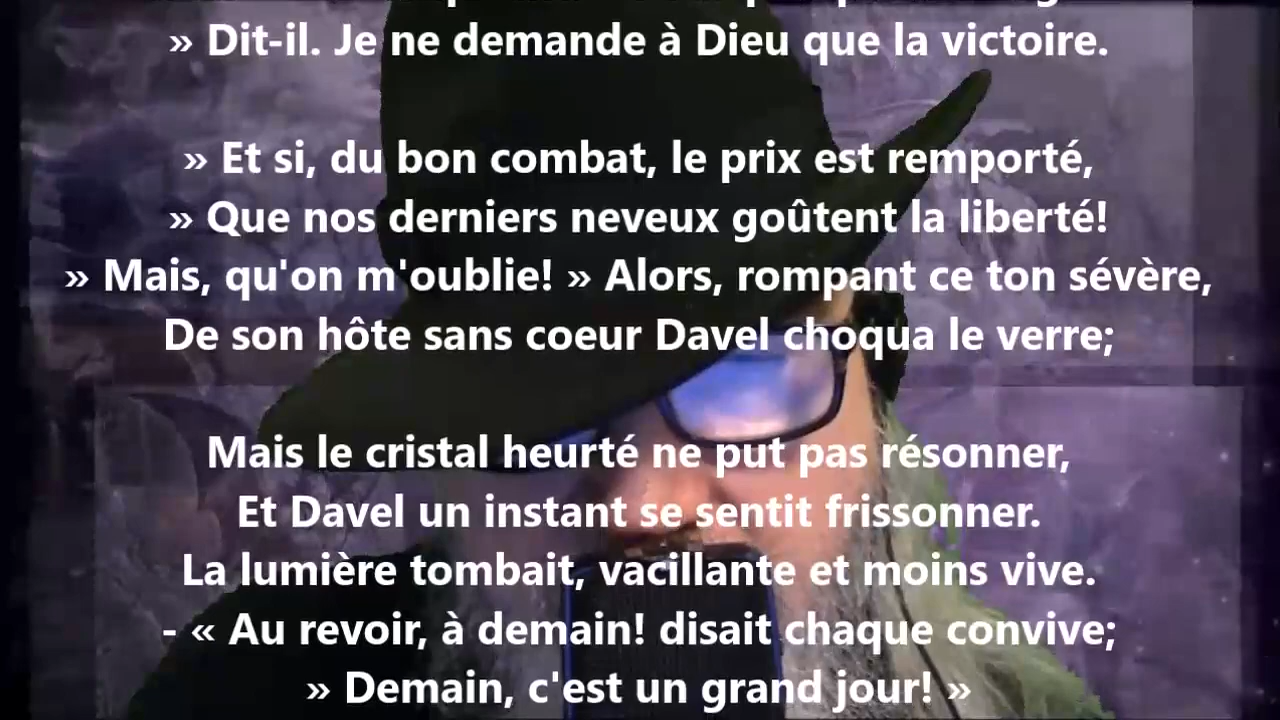 » Dit-il. Je ne demande à Dieu que la victoire.
» Et si, du bon combat, le prix est remporté,
» Que nos derniers neveux goûtent la liberté!
» Mais, qu'on m'oublie! » Alors, rompant ce ton sévère,
De son hôte sans coeur Davel choqua le verre;
Mais le cristal heurté ne put pas résonner,
Et Davel un instant se sentit frissonner.
La lumière tombait, vacillante et moins vive.
- « Au revoir, à demain! disait chaque convive;
» Demain, c'est un grand jour! »